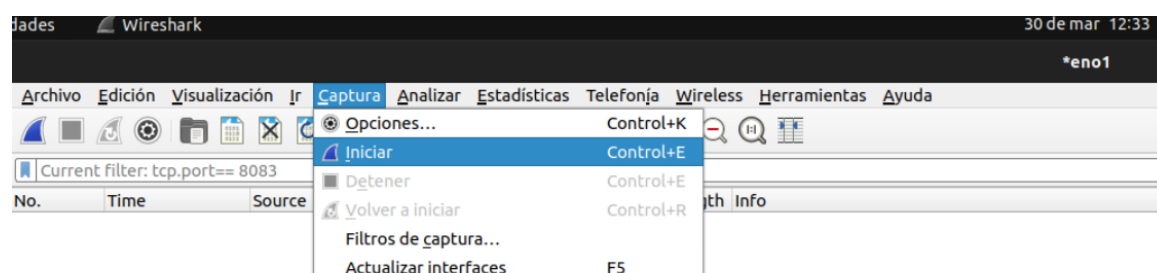 dades Wireshark 30 de mar 12:33
*eno1
Archivo Edición Visualización Ir Captura Analizar Estadísticas Telefonía Wireless Herramientas Ayuda
Opciones... Control+K
Iniciar Control+E
Current filter: tcp.port== 8083
Detener Control+E
No. Time Source gth Info
Volver a iniciar Control+R
Filtros de captura...
Actualizar interfaces F5